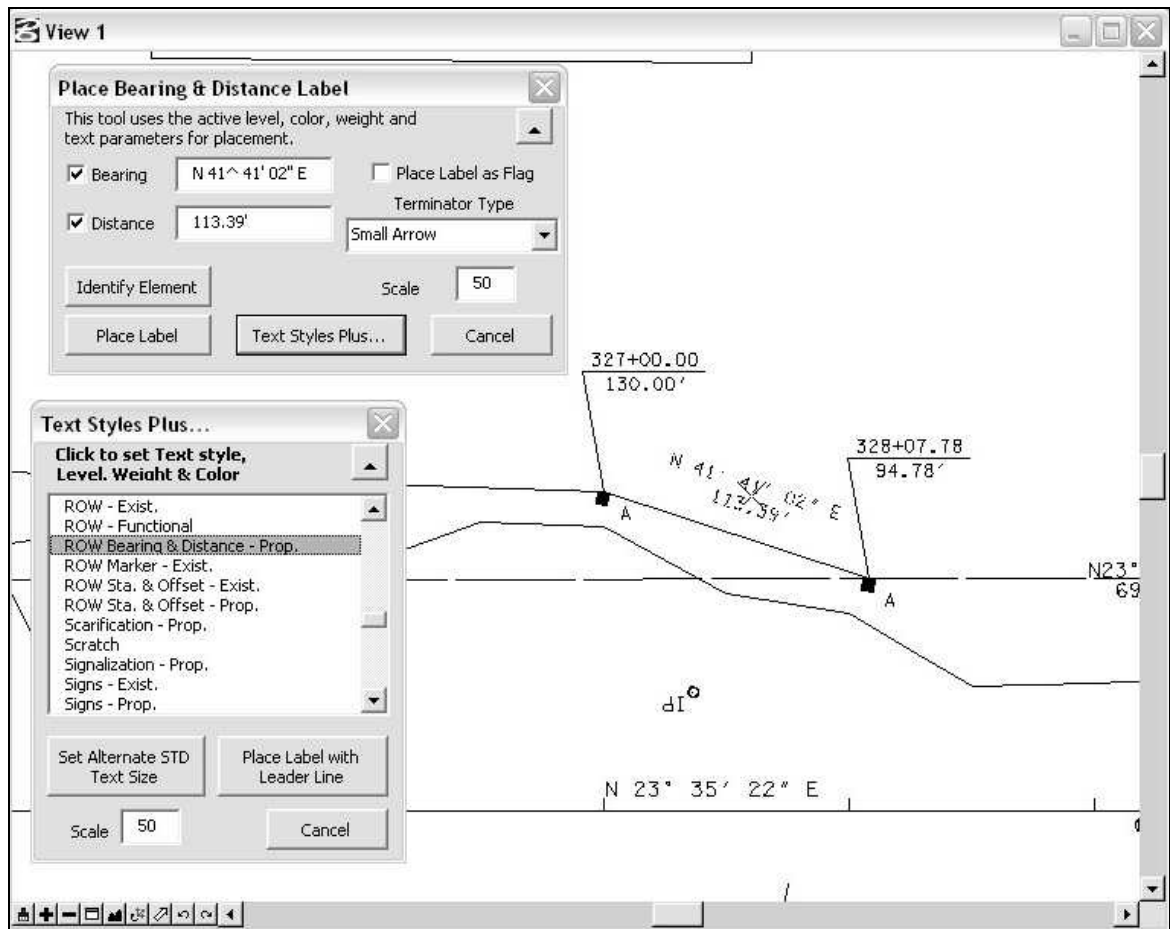 View 1
Place Bearing & Distance Label
This tool uses the active level, color, weight and
text parameters for placement.
Bearing
N 41^ 41' 02" E
Place Label as Flag
Distance
113.39'
Terminator Type
Small Arrow
Identify Element
Scale
50
Place Label
Text Styles Plus...
Cancel
Text Styles Plus...
Click to set Text style,
Level. Weight & Color
ROW - Exist.
ROW - Functional
ROW Bearing & Distance - Prop.
ROW Marker - Exist.
ROW Sta. & Offset - Exist.
ROW Sta. & Offset - Prop.
Scarification - Prop.
Scratch
Signalization - Prop.
Signs - Exist.
Signs - Prop.
Set Alternate STD
Text Size
Place Label with
Leader Line
Scale
50
Cancel
327+00.00
130.00'
328+07.78
94.78'
N 41° 41' 02" E
113.39'
A
A
N23°
69
IP
N 23° 35' 22" E